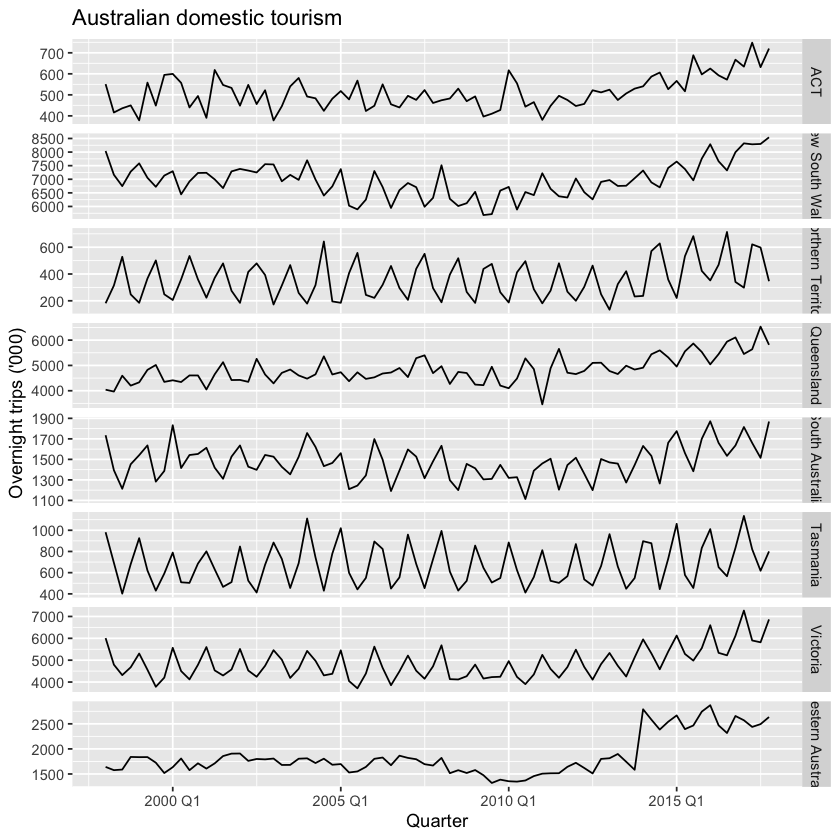 Australian domestic tourism
Overnight trips ('000)
700
600
500
400
ACT
8500
8000
7500
7000
6500
6000
ew South Wal
600
400
200
orthern Territo
6000
5000
4000
Queensland
1900
1700
1500
1300
1100
South Australi
1000
800
600
400
Tasmania
7000
6000
5000
4000
Victoria
2500
2000
1500
estern Austra
2000 Q1 2005 Q1 2010 Q1 2015 Q1
Quarter